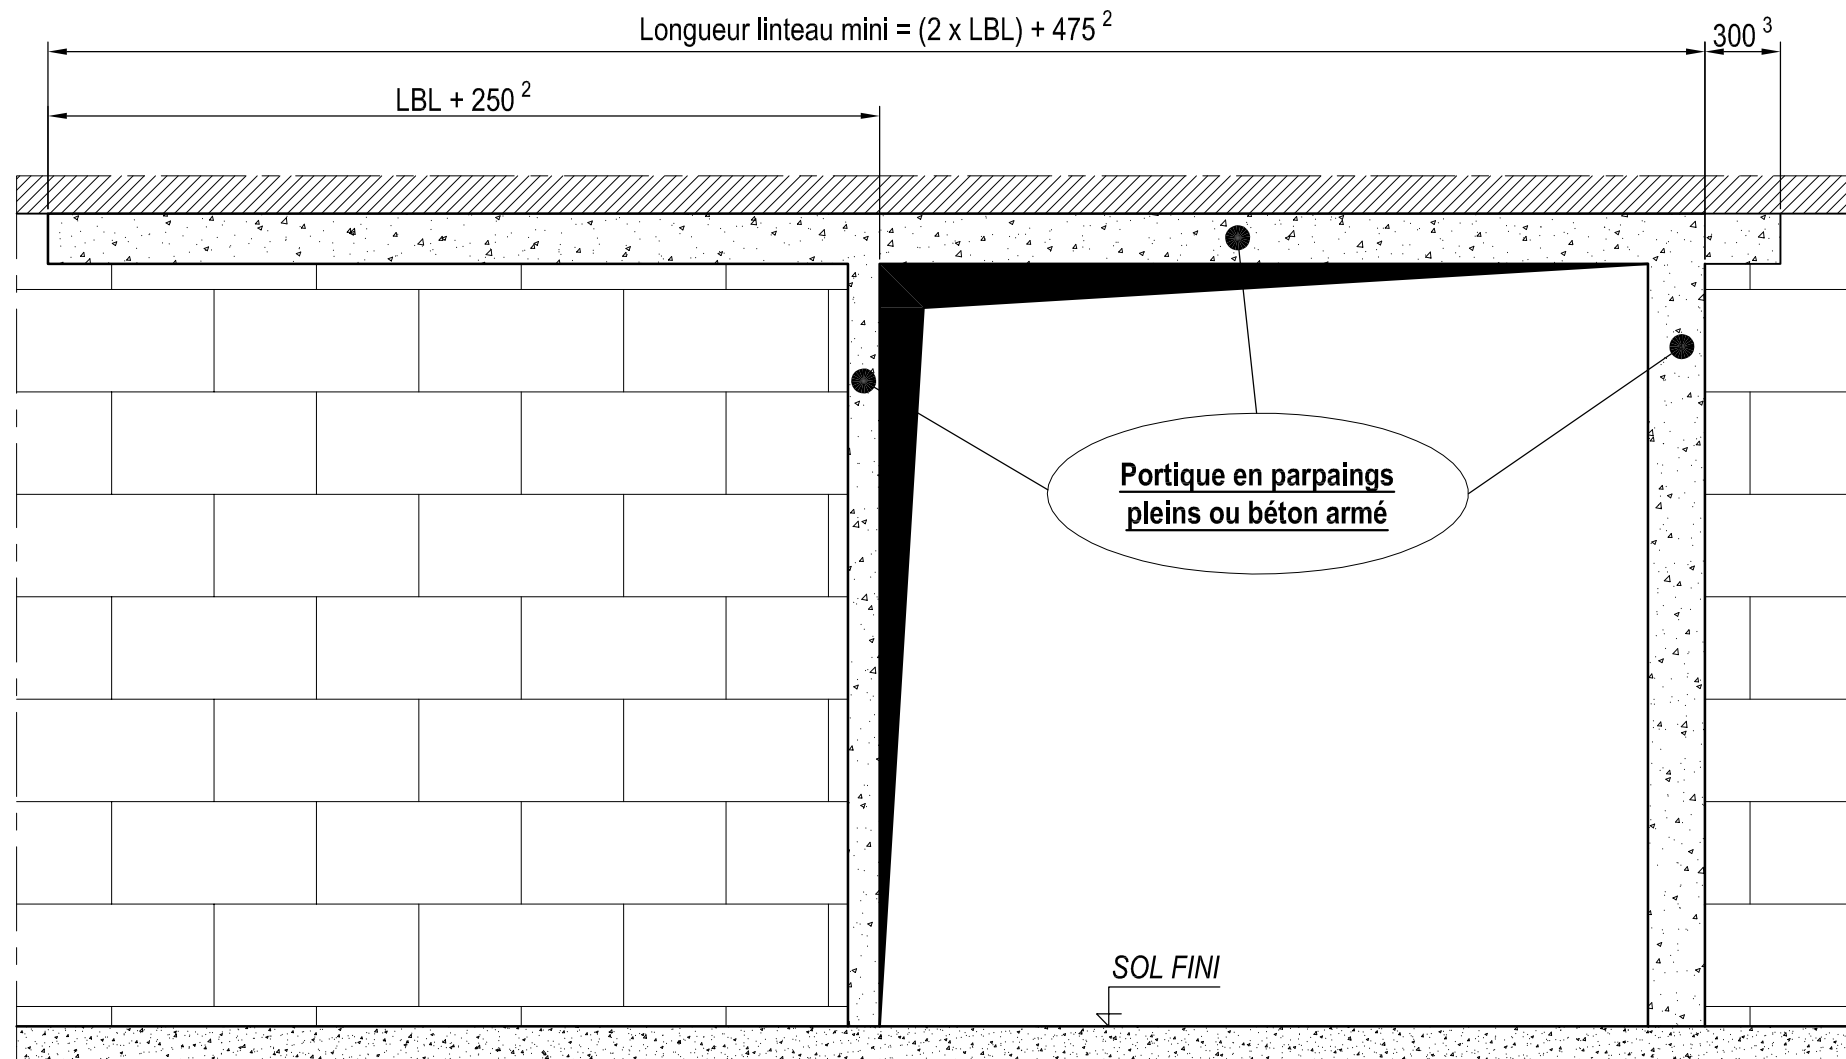 Longueur linteau mini = (2 x LBL) + 475 ²
300 ³
LBL + 250 ²
Portique en parpaings
pleins ou béton armé
SOL FINI